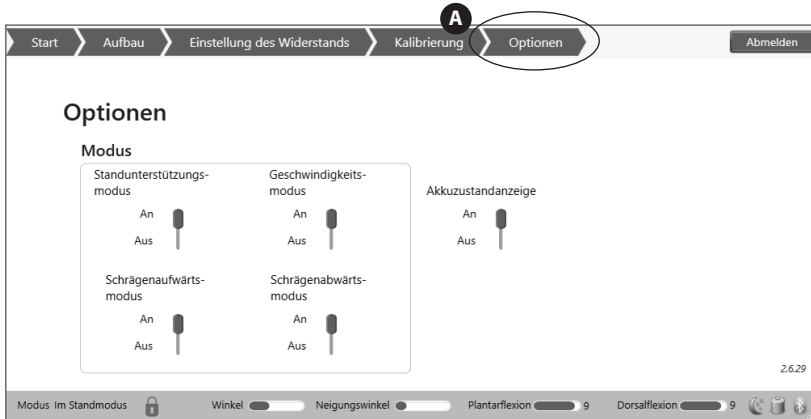 A
Start Aufbau Einstellung des Widerstands Kalibrierung Optionen Abmelden
Optionen
Modus
Standunterstützungs-
modus
An
Aus
Geschwindigkeits-
modus
An
Aus
Akkuzustandanzeige
An
Aus
Schrägenaufwärts-
modus
An
Aus
Schrägenabwärts-
modus
An
Aus
2.6.29
Modus Im Standmodus Winkel Neigungswinkel Plantarflexion 9 Dorsalflexion 9